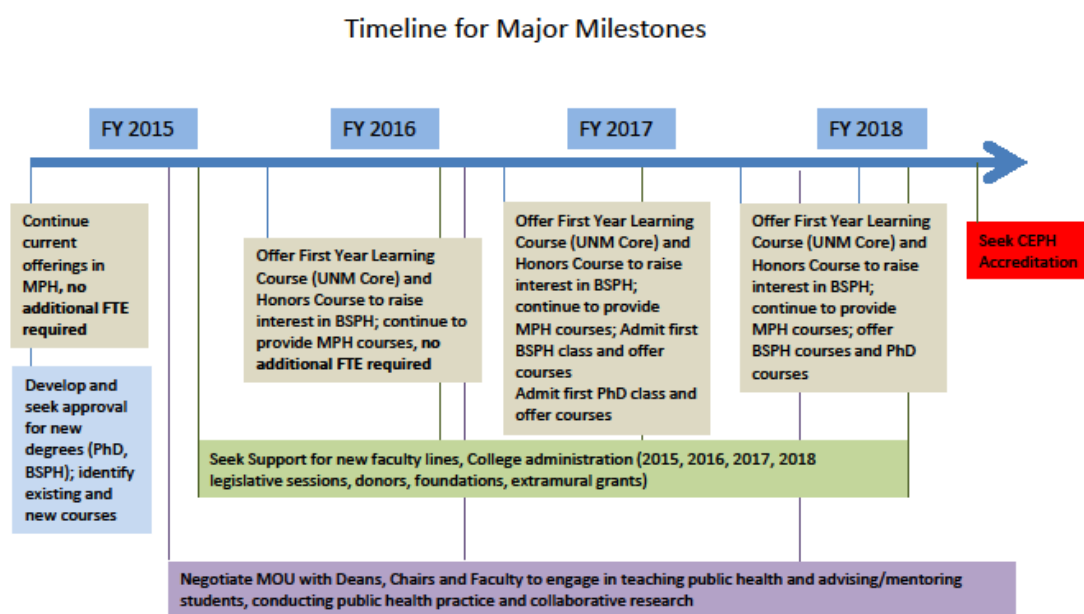 Timeline for Major Milestones
FY 2015
FY 2016
FY 2017
FY 2018
Continue
current
offerings in
MPH, no
additional FTE
required
Develop and
seek approval
for new
degrees (PhD,
BSPH); identify
existing and
new courses
Offer First Year Learning
Course (UNM Core) and
Honors Course to raise
interest in BSPH; continue to
provide MPH courses, no
additional FTE required
Offer First Year Learning
Course (UNM Core) and
Honors Course to raise
interest in BSPH;
continue to provide
MPH courses; Admit first
BSPH class and offer
courses
Admit first PhD class and
offer courses
Offer First Year Learning
Course (UNM Core) and
Honors Course to raise
interest in BSPH;
continue to provide
MPH courses; offer
BSPH courses and PhD
courses
Seek CEPH
Accreditation
Seek Support for new faculty lines, College administration (2015, 2016, 2017, 2018
legislative sessions, donors, foundations, extramural grants)
Negotiate MOU with Deans, Chairs and Faculty to engage in teaching public health and advising/mentoring
students, conducting public health practice and collaborative research